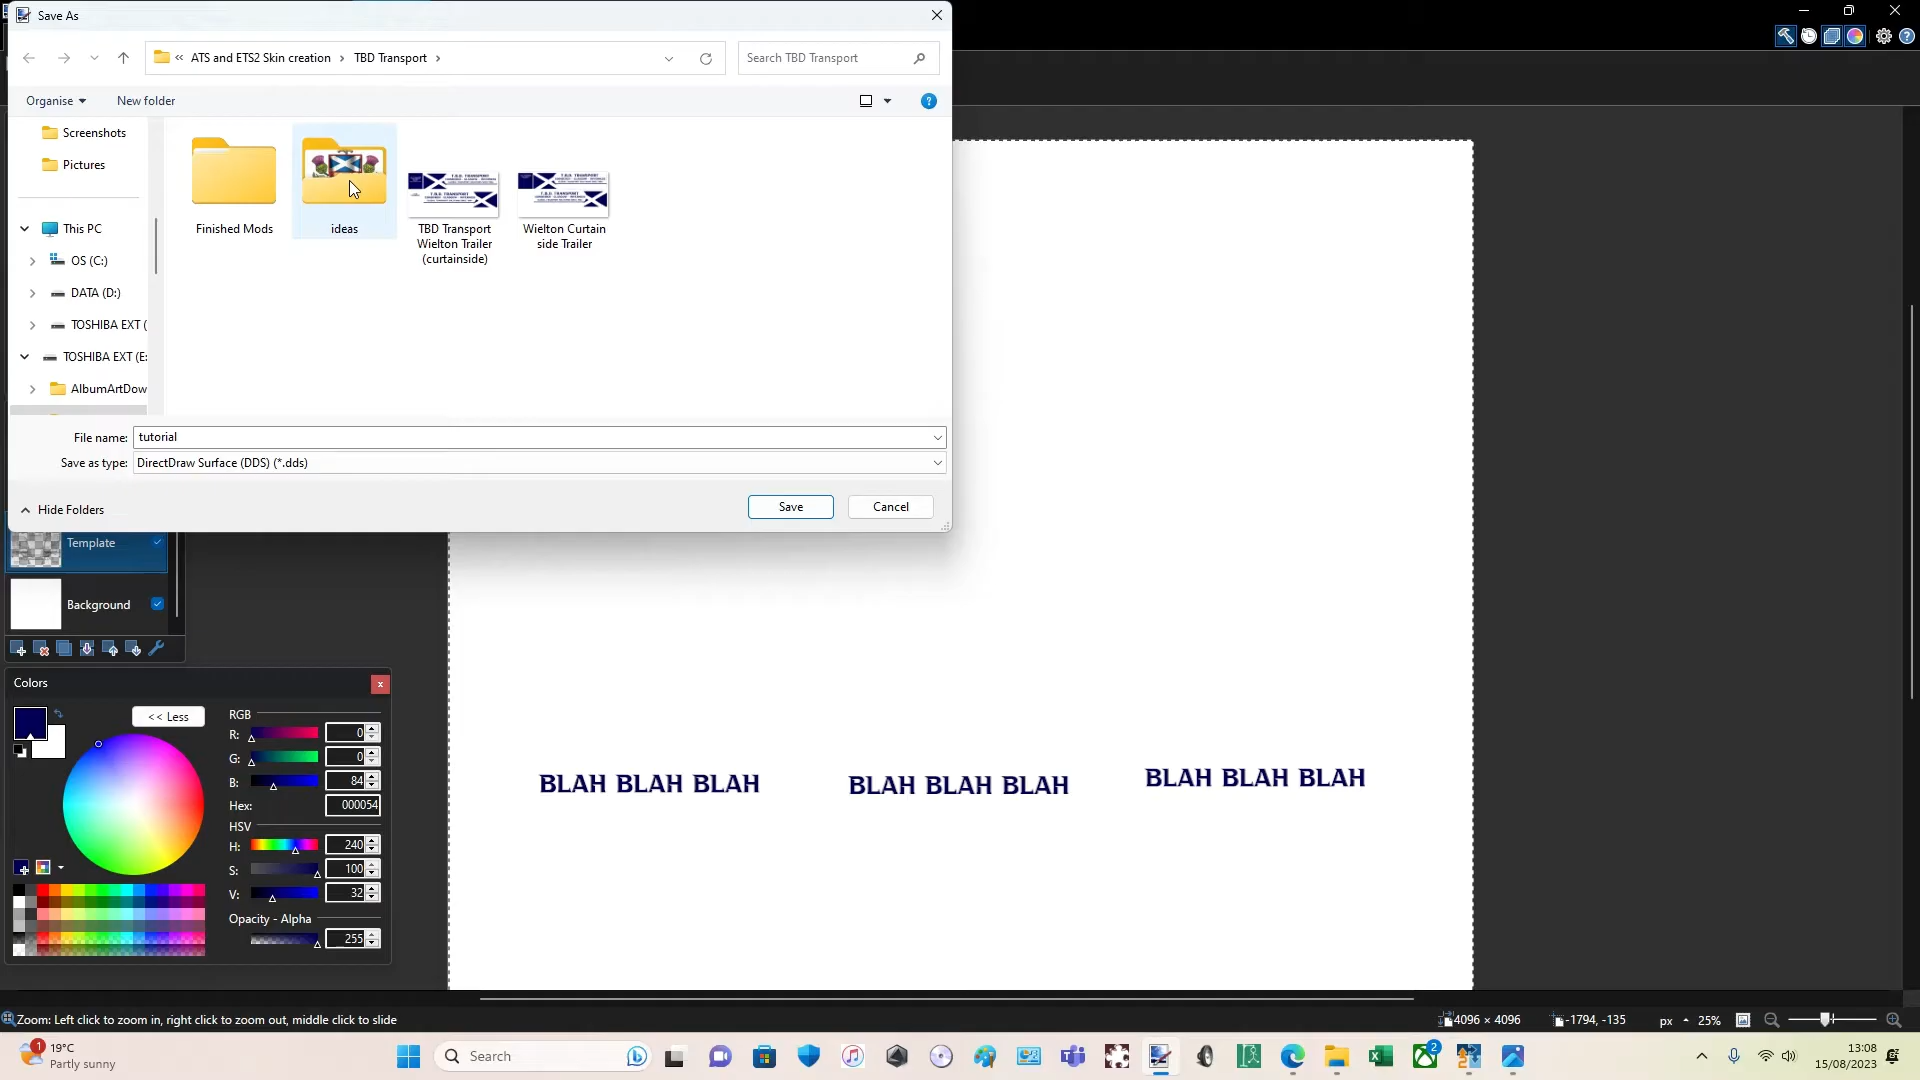 Save As
« ATS and ETS2 Skin creation › TBD Transport ›
Search TBD Transport
Organise
New folder
?
Screenshots
Pictures
This PC
OS (C:)
DATA (D:)
TOSHIBA EXT (
TOSHIBA EXT (E:
AlbumArtDow
Finished Mods
ideas
TBD Transport
Wielton Trailer
(curtainside)
Wielton Curtain
side Trailer
File name: tutorial
Save as type: DirectDraw Surface (DDS) (*.dds)
Hide Folders
Save
Cancel
Template
Background
Colors
x
<< Less
RGB
R: 0
G: 0
B: 84
Hex: 000054
HSV
H: 240
S: 100
V: 32
Opacity - Alpha
255
BLAH BLAH BLAH
BLAH BLAH BLAH
BLAH BLAH BLAH
Zoom: Left click to zoom in, right click to zoom out, middle click to slide
4096 × 4096
-1794, -135
px
25%
1
19°C
Partly sunny
Search
2
13:08
15/08/2023